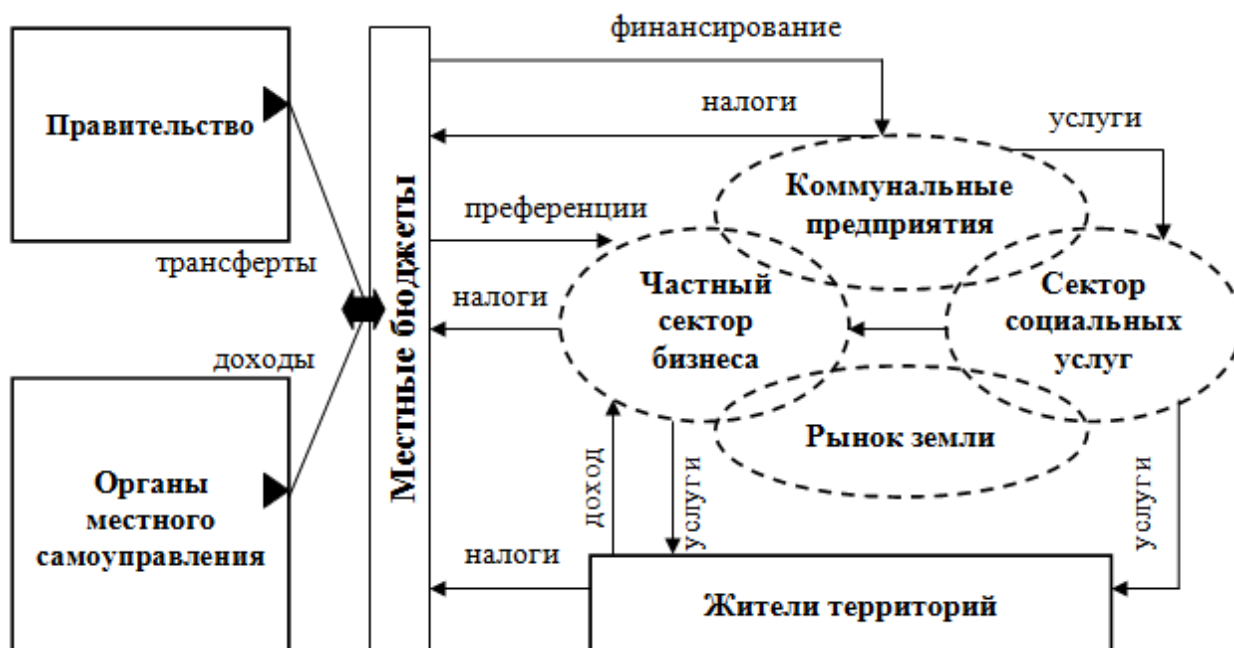 финансирование
Правительство
налоги
услуги
Коммунальные
предприятия
преференции
трансферты
Местные бюджеты
налоги
Частный
сектор
бизнеса
Сектор
социальных
услуг
доходы
Рынок земли
Органы
местного
самоуправления
доход
услуги
услуги
налоги
Жители территорий